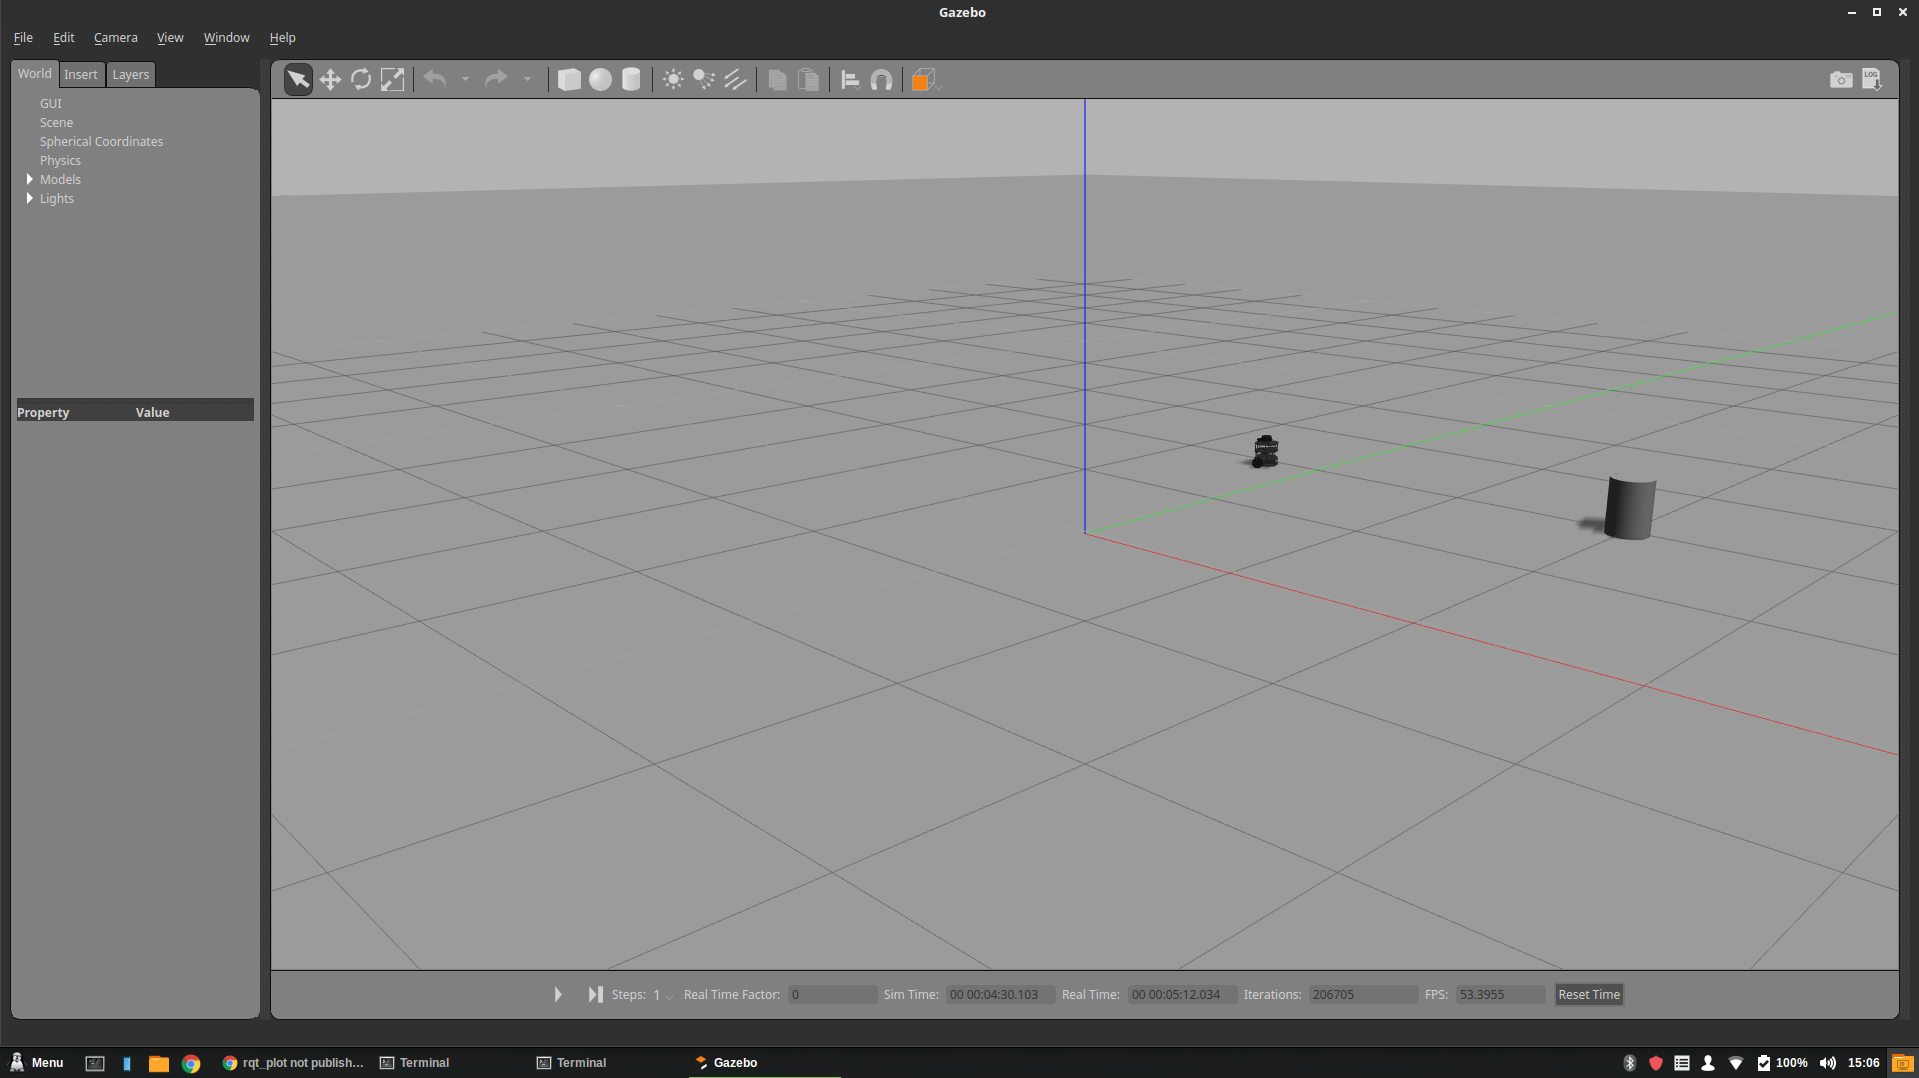 Gazebo
File Edit Camera View Window Help
World Insert Layers
LOG
GUI
Scene
Spherical Coordinates
Physics
Models
Lights
Property Value
Steps: 1 Real Time Factor: 0 Sim Time: 00 00:04:30.103 Real Time: 00 00:05:12.034 Iterations: 206705 FPS: 53.3955 Reset Time
Menu rqt_plot not publish... Terminal Terminal Gazebo 100% 15:06